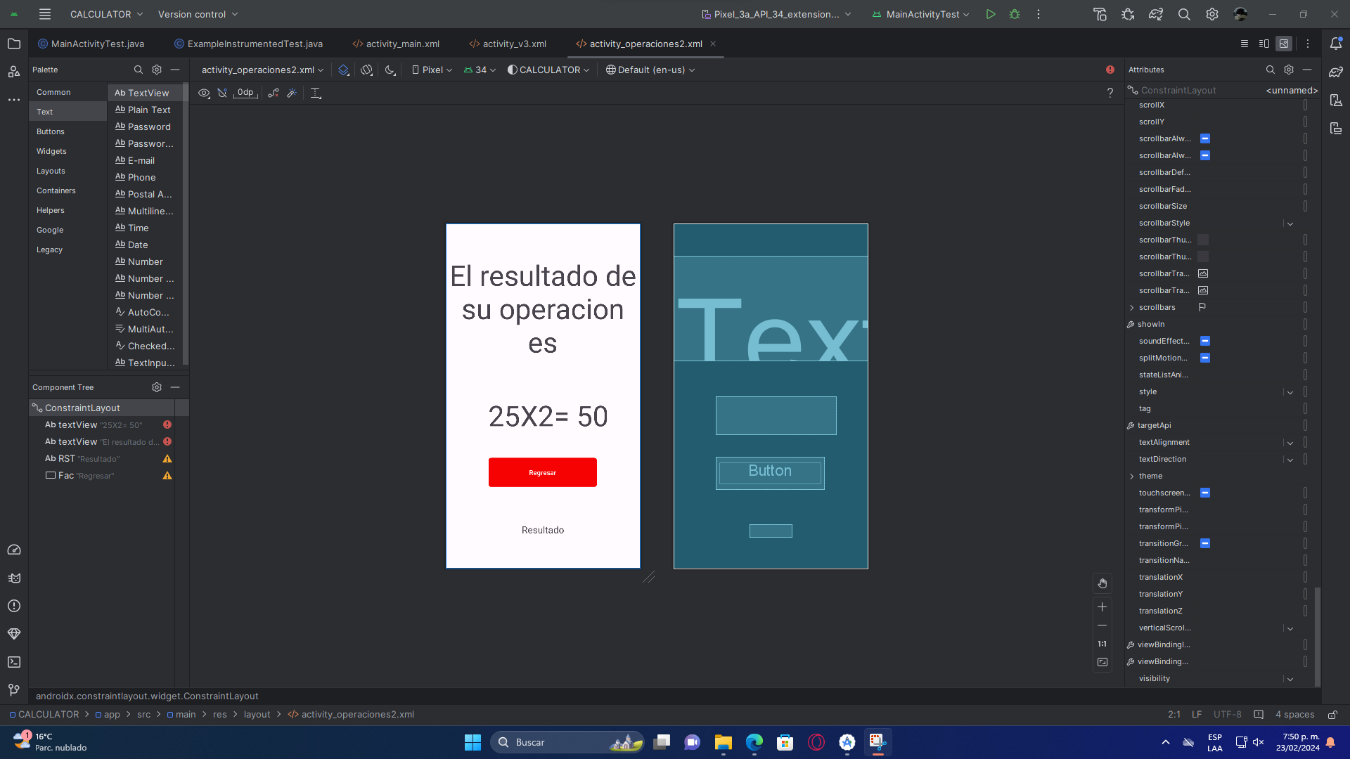 CALCULATOR
Version control
Pixel_3a_API_34_extension...
MainActivityTest
MainActivityTest.java
ExampleInstrumentedTest.java
activity_main.xml
activity_v3.xml
activity_operaciones2.xml
Palette
activity_operaciones2.xml
Pixel
34
CALCULATOR
Default (en-us)
Attributes
0dp
?
ConstraintLayout
<unnamed>
Common
Text
Buttons
Widgets
Layouts
Containers
Helpers
Google
Legacy
Ab TextView
Ab Plain Text
Ab Password
Ab Passwor...
Ab E-mail
Ab Phone
Ab Postal A...
Ab Multiline...
Ab Time
Ab Date
Ab Number
Ab Number ...
Ab Number ...
AutoCo...
MultiAut...
Checked...
Ab TextInpu...
Component Tree
ConstraintLayout
Ab textView "25X2= 50"
Ab textView "El resultado d...
Ab RST "Resultado"
Fac "Regresar"
El resultado de
su operacion
es
25X2= 50
Regresar
Resultado
Text
Button
1:1
scrollX
scrollY
scrollbarAlw...
scrollbarAlw...
scrollbarDef...
scrollbarFad...
scrollbarSize
scrollbarStyle
scrollbarThu...
scrollbarThu...
scrollbarTra...
scrollbarTra...
scrollbars
showIn
soundEffect...
splitMotion...
stateListAni...
style
tag
targetApi
textAlignment
textDirection
theme
touchscreen...
transformPi...
transformPi...
transitionGr...
transitionNa...
translationX
translationY
translationZ
verticalScrol...
viewBindingI...
viewBinding...
visibility
androidx.constraintlayout.widget.ConstraintLayout
CALCULATOR > app > src > main > res > layout > activity_operaciones2.xml
2:1 LF UTF-8 4 spaces
1
16°C
Parc. nublado
Buscar
ESP
LAA
7:50 p. m.
23/02/2024